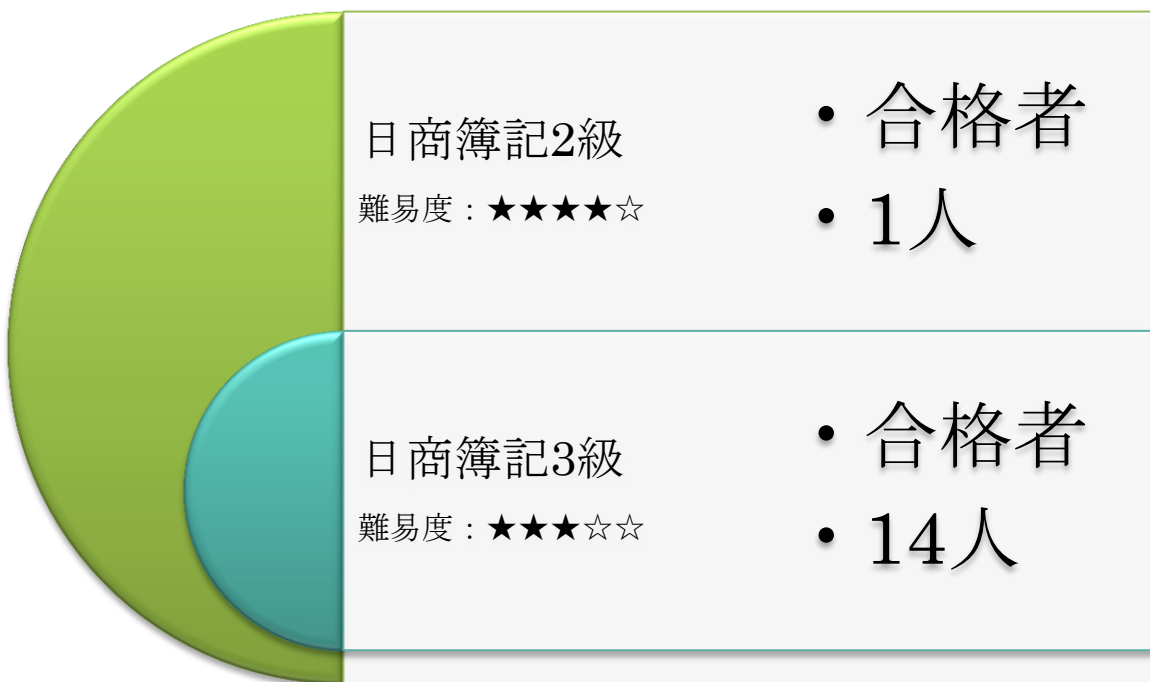 日商簿記2級
難易度：★★★★☆
• 合格者
• 1人
日商簿記3級
難易度：★★★☆☆
• 合格者
• 14人